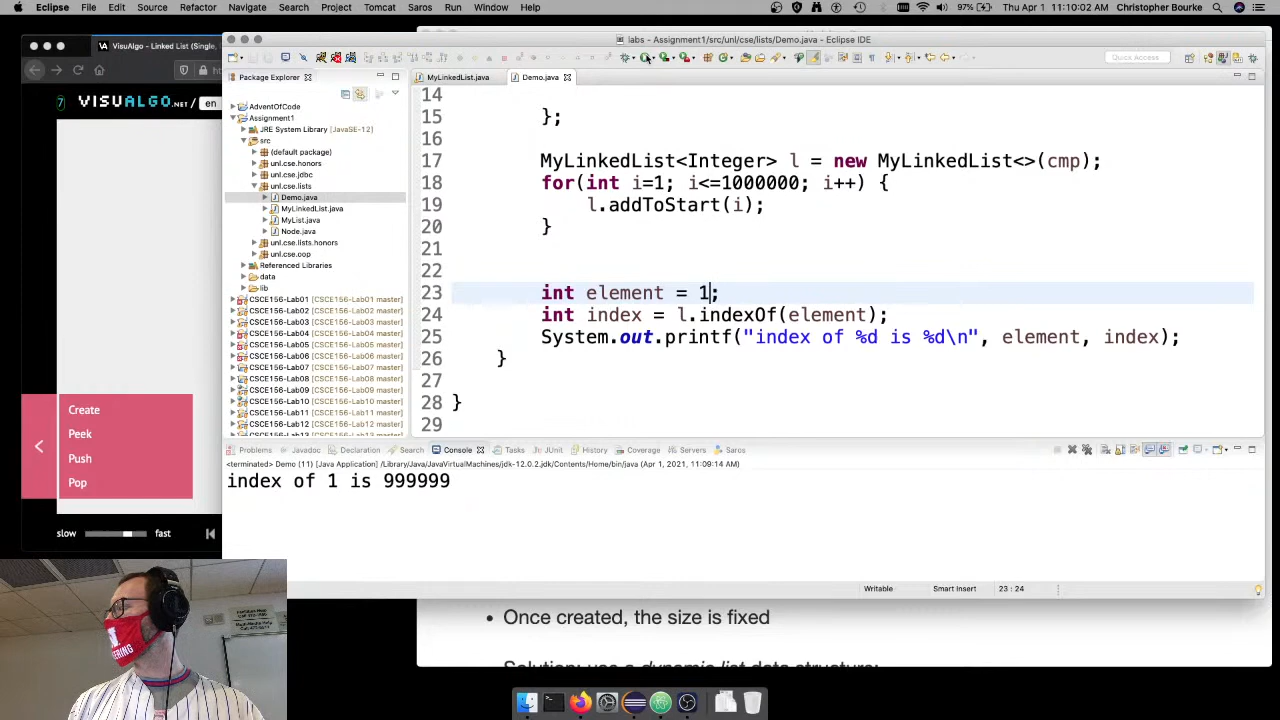 Eclipse File Edit Source Refactor Navigate Search Project Tomcat Saros Run Window Help
97% Thu Apr 1 11:10:02 AM Christopher Bourke
labs - Assignment1/src/unl/cse/lists/Demo.java - Eclipse IDE
VisuAlgo - Linked List (Single,
Quick Access
Package Explorer
MyLinkedList.java
Demo.java
7 VISUALGO.NET/ en
AdventOfCode
Assignment1
JRE System Library [JavaSE-12]
src
(default package)
unl.cse.honors
unl.cse.jdbc
unl.cse.lists
Demo.java
MyLinkedList.java
MyList.java
Node.java
unl.cse.lists.honors
unl.cse.oop
Referenced Libraries
data
lib
CSCE156-Lab01 [CSCE156-Lab01 master]
CSCE156-Lab02 [CSCE156-Lab02 master]
CSCE156-Lab03 [CSCE156-Lab03 master]
CSCE156-Lab04 [CSCE156-Lab04 master]
CSCE156-Lab05 [CSCE156-Lab05 master]
CSCE156-Lab06 [CSCE156-Lab06 master]
CSCE156-Lab07 [CSCE156-Lab07 master]
CSCE156-Lab08 [CSCE156-Lab08 master]
CSCE156-Lab09 [CSCE156-Lab09 master]
CSCE156-Lab10 [CSCE156-Lab10 master]
CSCE156-Lab11 [CSCE156-Lab11 master]
CSCE156-Lab12 [CSCE156-Lab12 master]
14
15 };
16
17 MyLinkedList<Integer> l = new MyLinkedList<>(cmp);
18 for(int i=1; i<=1000000; i++) {
19 l.addToStart(i);
20 }
21
22
23 int element = 1;
24 int index = l.indexOf(element);
25 System.out.printf("index of %d is %d\n", element, index);
26 }
27
28 }
29
Create
Peek
Push
Pop
slow fast
Problems Javadoc Declaration Search Console Tasks JUnit History Coverage Servers Saros
<terminated> Demo (11) [Java Application] /Library/Java/JavaVirtualMachines/jdk-12.0.2.jdk/Contents/Home/bin/java (Apr 1, 2021, 11:09:14 AM)
index of 1 is 999999
Writable Smart Insert 23 : 24
• Once created, the size is fixed
Solution: use a dynamic list data structure: